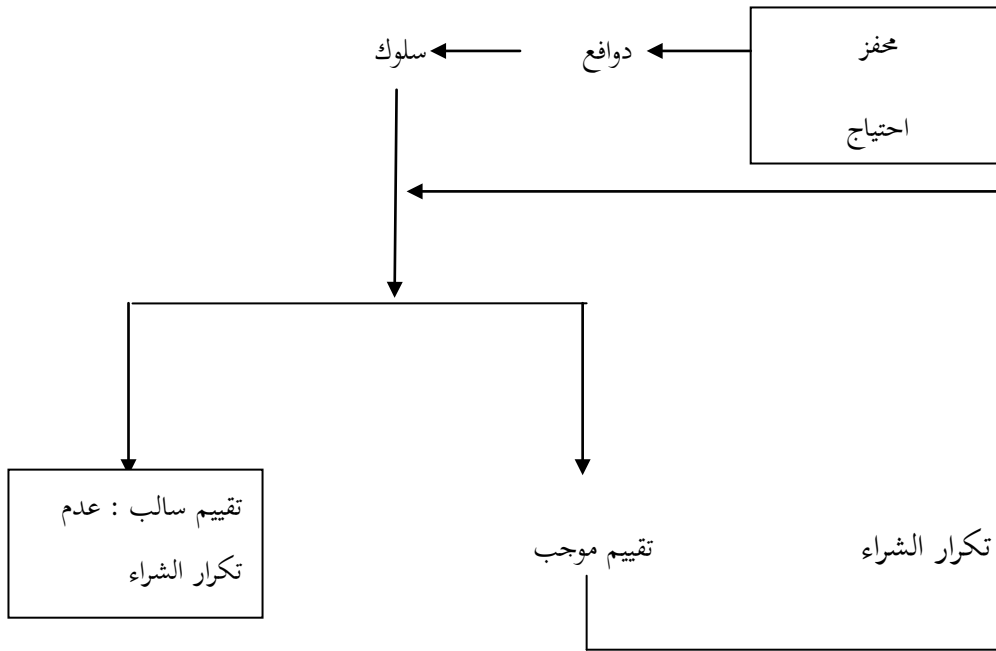 محفز
احتياج
دوافع
سلوك
تكرار الشراء
تقييم موجب
تقييم سالب : عدم
تكرار الشراء